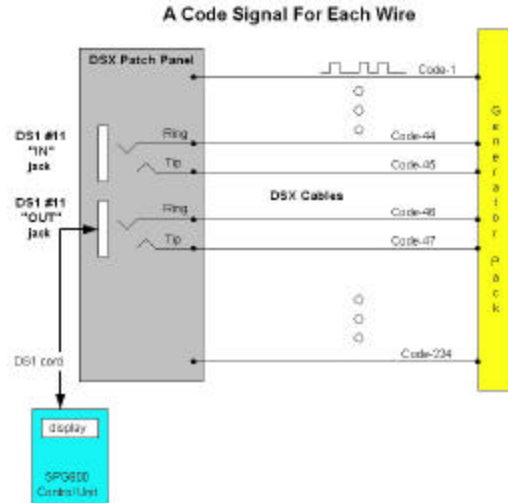 A Code Signal For Each Wire
DSX Patch Panel
Code-1
DS1 #11
"IN"
jack
Ring
Code-44
Tip
Code-45
DS1 #11
"OUT"
jack
DSX Cables
Ring
Code-46
Tip
Code-47
Generator Pack
Code-234
DS1 cord
display
SPG600
Control Unit